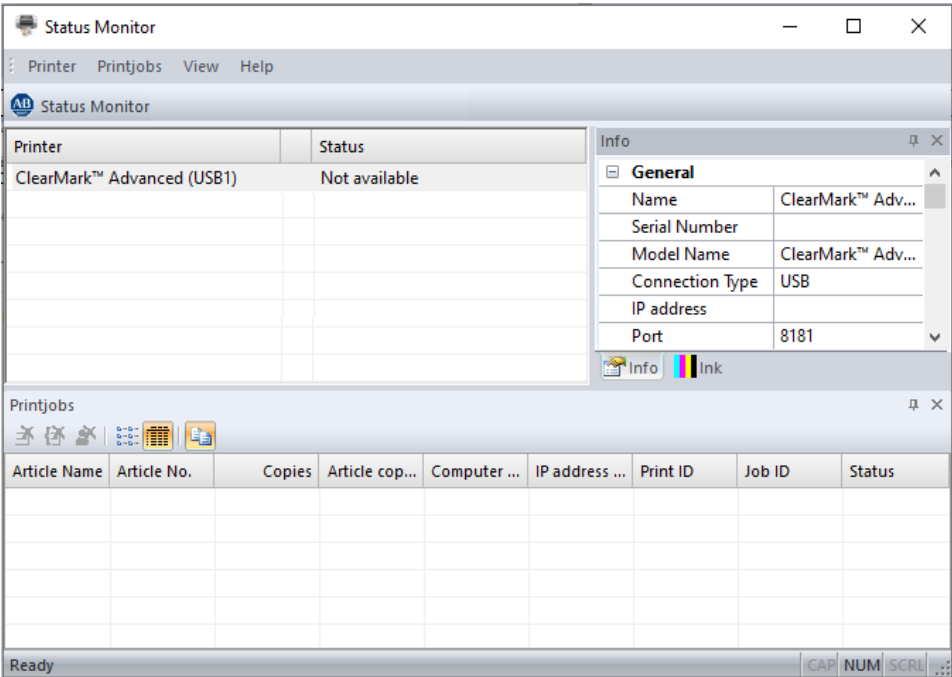 Status Monitor
Printer Printjobs View Help
AB Status Monitor
Printer Status
ClearMark™ Advanced (USB1) Not available
Info
General
Name ClearMark™ Adv...
Serial Number
Model Name ClearMark™ Adv...
Connection Type USB
IP address
Port 8181
Info Ink
Printjobs
Article Name Article No. Copies Article cop... Computer ... IP address ... Print ID Job ID Status
Ready CAP NUM SCRL